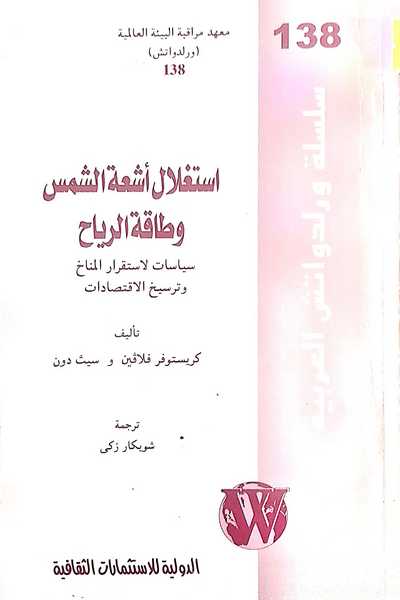 138
معهد مراقبة البيئة العالمية
(ورلدواتش)
138
استغلال أشعة الشمس
وطاقة الرياح
سياسات لاستقرار المناخ
وترسيخ الاقتصادات
تأليف
كريستوفر فلاڤين و سيث دون
ترجمة
شويكار زكى
الدولية للاستثمارات الثقافية
سلسلة ورلدواتش العربية
W